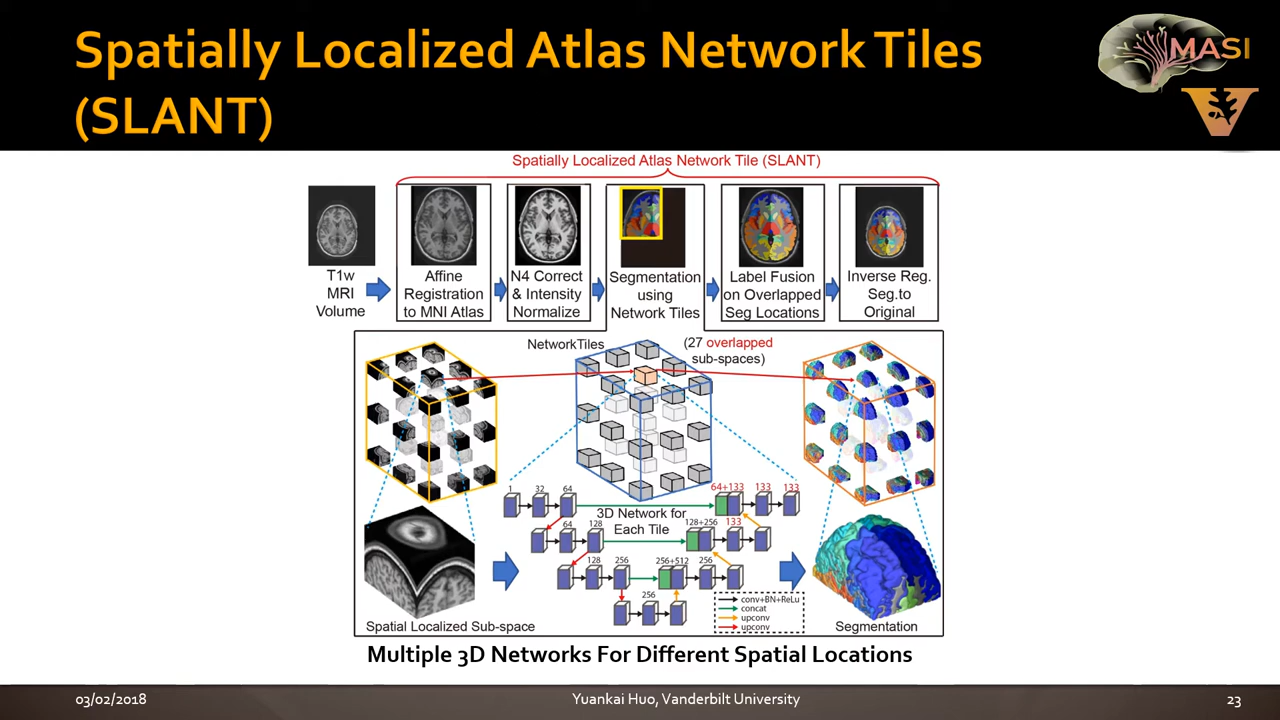 Spatially Localized Atlas Network Tiles
(SLANT)
MASI
V
Spatially Localized Atlas Network Tile (SLANT)
T1w
MRI
Volume
Affine
Registration
to MNI Atlas
N4 Correct
& Intensity
Normalize
Segmentation
using
Network Tiles
Label Fusion
on Overlapped
Seg Locations
Inverse Reg.
Seg.to
Original
NetworkTiles
(27 overlapped
sub-spaces)
1 32 64
64+133 133 133
3D Network for
Each Tile
64 128
128+256 133
128 256
256+512 256
256
conv+BN+ReLu
concat
upconv
upconv
Spatial Localized Sub-space
Segmentation
Multiple 3D Networks For Different Spatial Locations
03/02/2018
Yuankai Huo, Vanderbilt University
23